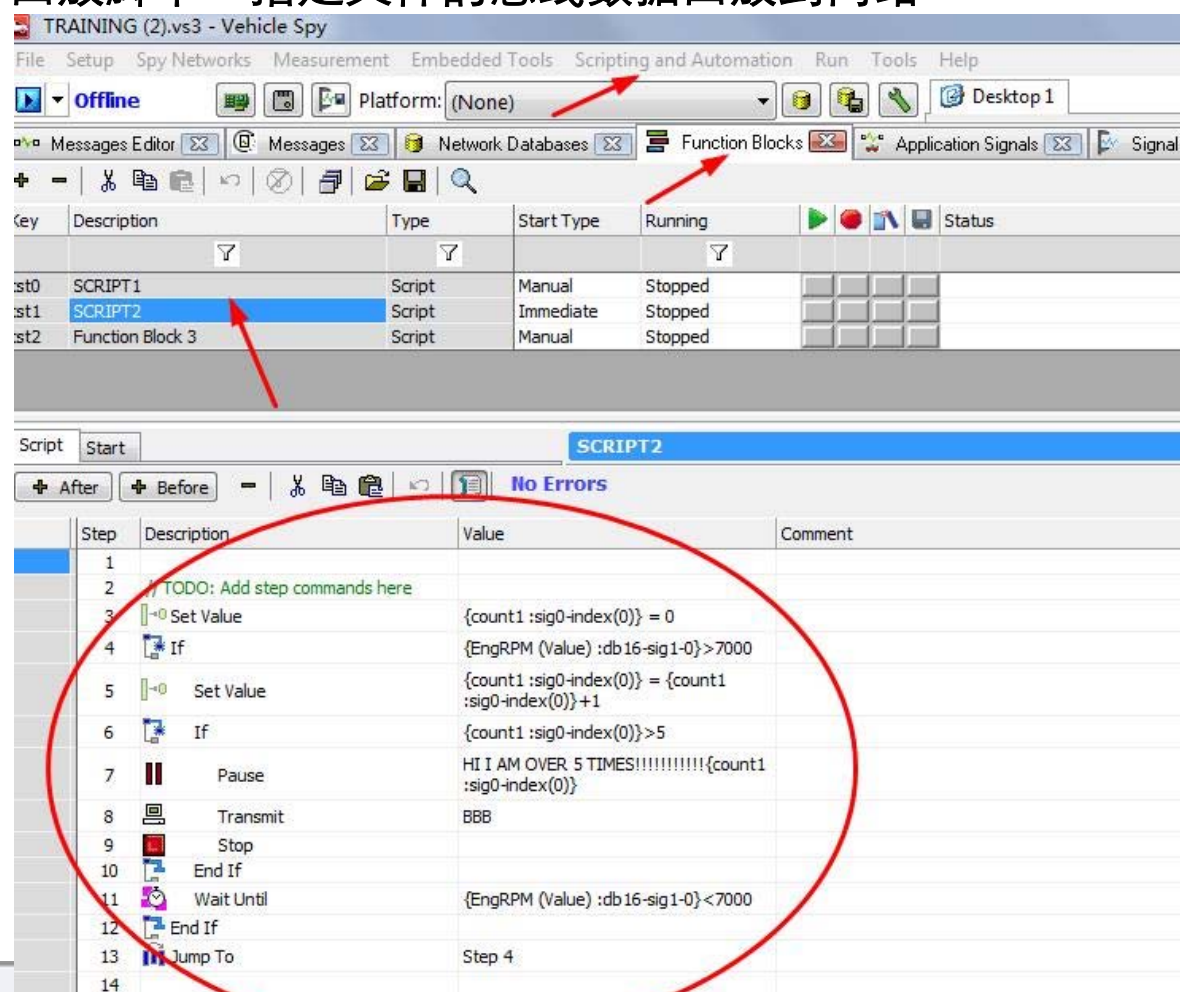 TRAINING (2).vs3 - Vehicle Spy
File Setup Spy Networks Measurement Embedded Tools Scripting and Automation Run Tools Help
Offline Platform: (None) Desktop 1
Messages Editor Messages Network Databases Function Blocks Application Signals Signal
Key Description Type Start Type Running Status
tst0 SCRIPT1 Script Manual Stopped
tst1 SCRIPT2 Script Immediate Stopped
tst2 Function Block 3 Script Manual Stopped
Script Start SCRIPT2
After Before No Errors
Step Description Value Comment
1
2 // TODO: Add step commands here
3 Set Value {count1 :sig0-index(0)} = 0
4 If {EngRPM (Value) :db16-sig1-0}>7000
5 Set Value {count1 :sig0-index(0)} = {count1
:sig0-index(0)}+1
6 If {count1 :sig0-index(0)}>5
7 Pause HI I AM OVER 5 TIMES!!!!!!!!!!!{count1
:sig0-index(0)}
8 Transmit BBB
9 Stop
10 End If
11 Wait Until {EngRPM (Value) :db16-sig1-0}<7000
12 End If
13 Jump To Step 4
14